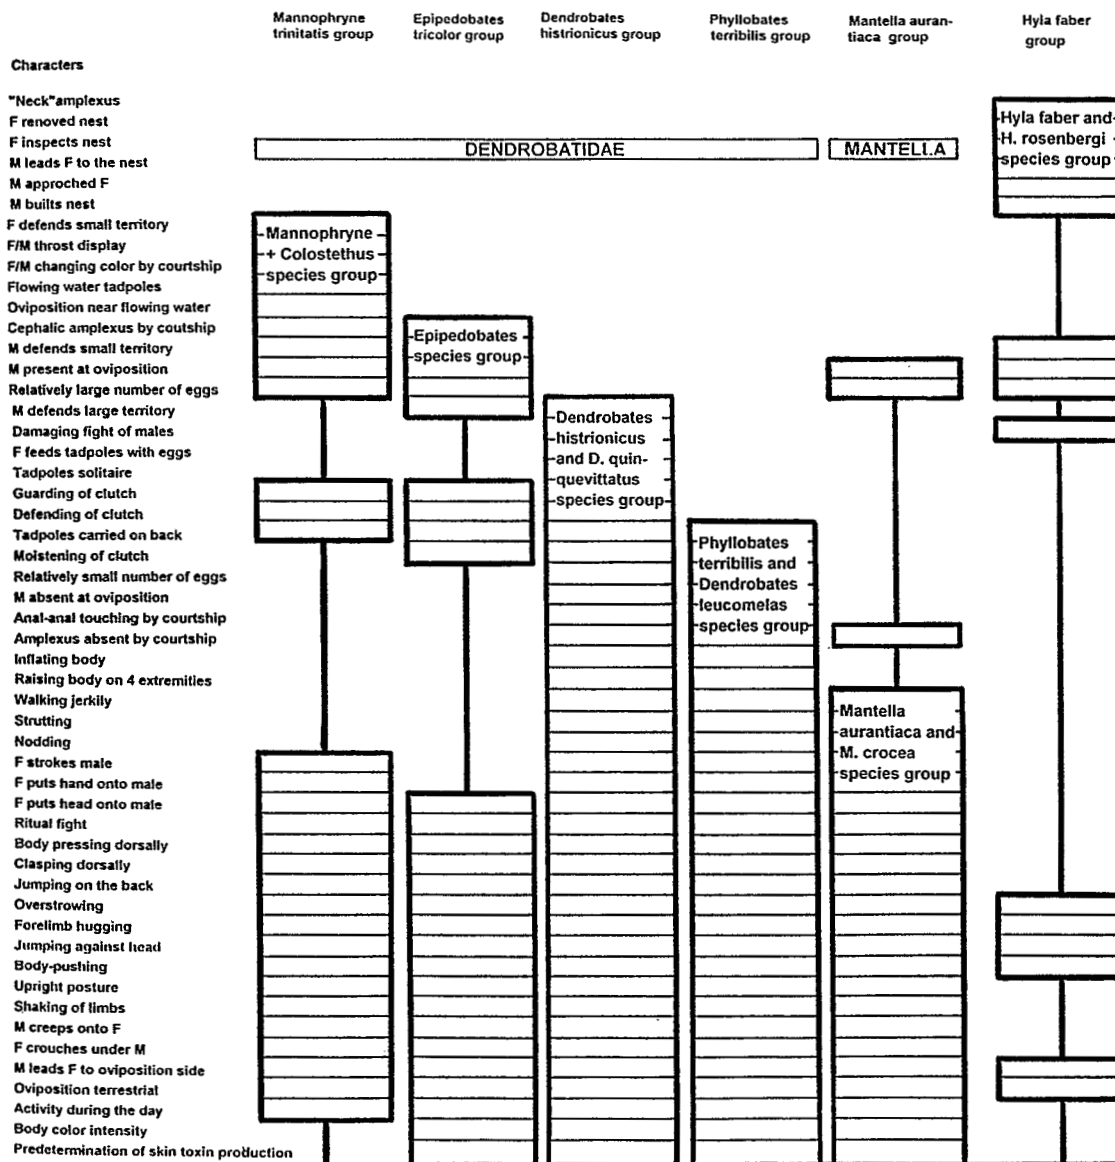 Mannophryne trinitatis group
Epipedobates tricolor group
Dendrobates histrionicus group
Phyllobates terribilis group
Mantella auran-
tiaca group
Hyla faber group
Characters
"Neck"amplexus
F renoved nest
F inspects nest
M leads F to the nest
M approched F
M builts nest
F defends small territory
F/M throst display
F/M changing color by courtship
Flowing water tadpoles
Oviposition near flowing water
Cephalic amplexus by coutship
M defends small territory
M present at oviposition
Relatively large number of eggs
M defends large territory
Damaging fight of males
F feeds tadpoles with eggs
Tadpoles solitaire
Guarding of clutch
Defending of clutch
Tadpoles carried on back
Moistening of clutch
Relatively small number of eggs
M absent at oviposition
Anal-anal touching by courtship
Amplexus absent by courtship
Inflating body
Raising body on 4 extremities
Walking jerkily
Strutting
Nodding
F strokes male
F puts hand onto male
F puts head onto male
Ritual fight
Body pressing dorsally
Clasping dorsally
Jumping on the back
Overstrowing
Forelimb hugging
Jumping against head
Body-pushing
Upright posture
Shaking of limbs
M creeps onto F
F crouches under M
M leads F to oviposition side
Oviposition terrestrial
Activity during the day
Body color intensity
Predetermination of skin toxin production
DENDROBATIDAE
MANTELLA
Mannophryne
+ Colostethus
species group
Epipedobates
species group
Dendrobates
histrionicus
and D. quin-
quevittatus
species group
Phyllobates
terribilis and
Dendrobates
leucomelas
species group
Mantella
aurantiaca and
M. crocea
species group
Hyla faber and
H. rosenbergi
species group